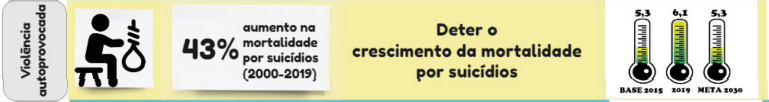 Violência
autoprovocada
43%
aumento na
mortalidade
por suicídios
(2000-2019)
Deter o
crescimento da mortalidade
por suicídios
5,3 6,1 5,3
BASE 2015 2019 META 2030